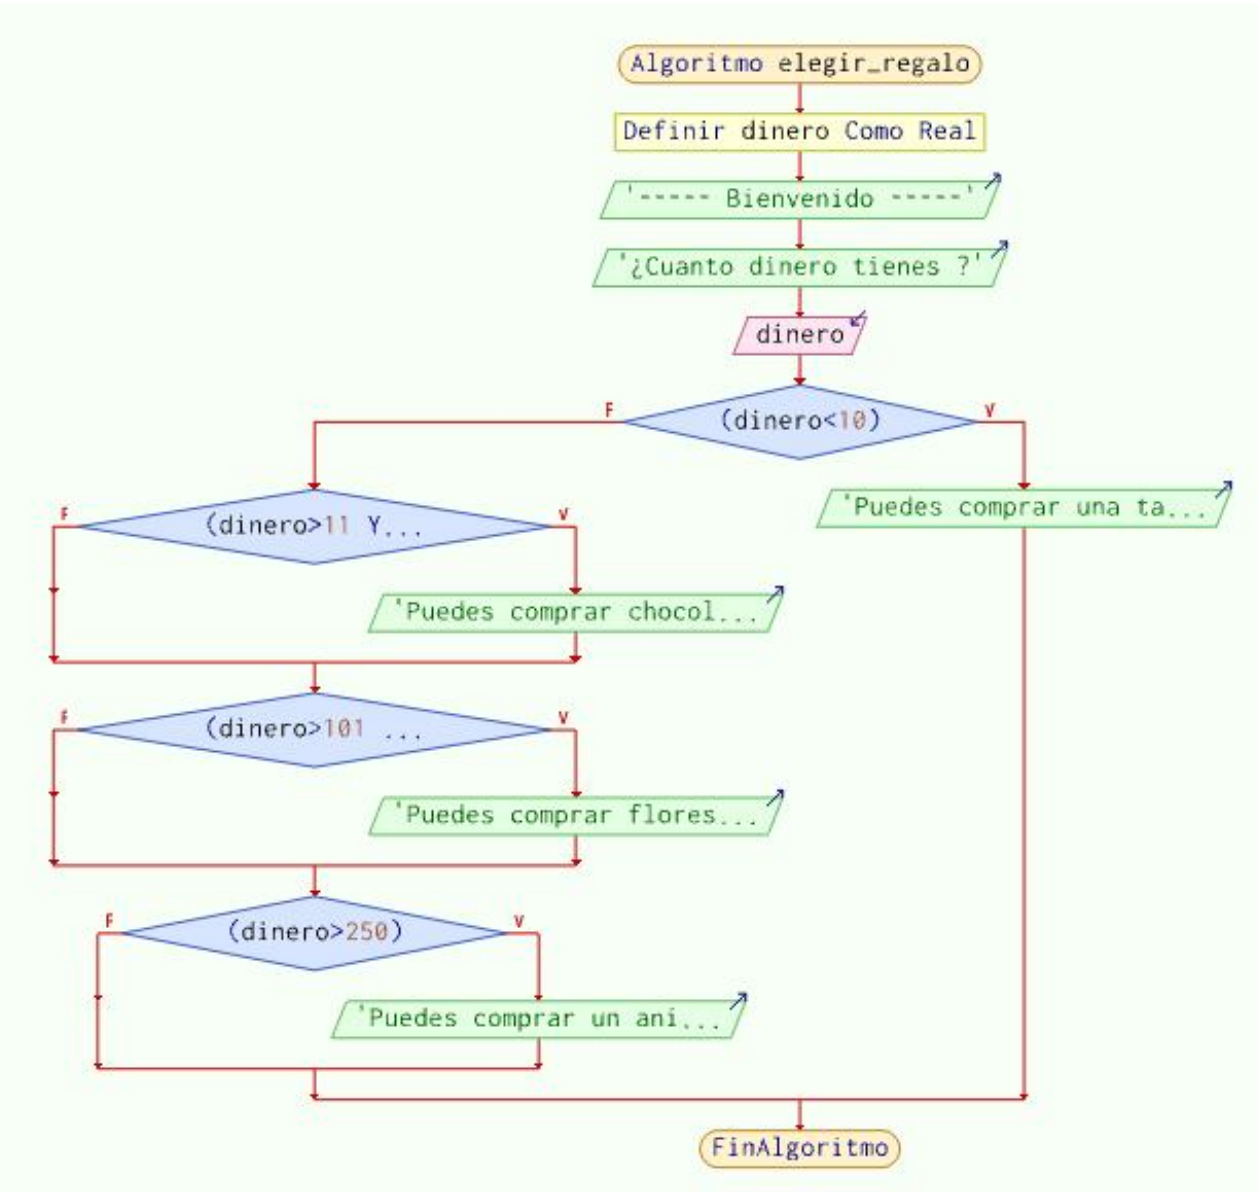 Algoritmo elegir_regalo
Definir dinero Como Real
'----- Bienvenido -----'
'¿Cuanto dinero tienes ?'
dinero
(dinero<10)
F
V
'Puedes comprar una ta...
(dinero>11 Y...
F
V
'Puedes comprar chocol...
(dinero>101 ...
F
V
'Puedes comprar flores...
(dinero>250)
F
V
'Puedes comprar un ani...
FinAlgoritmo